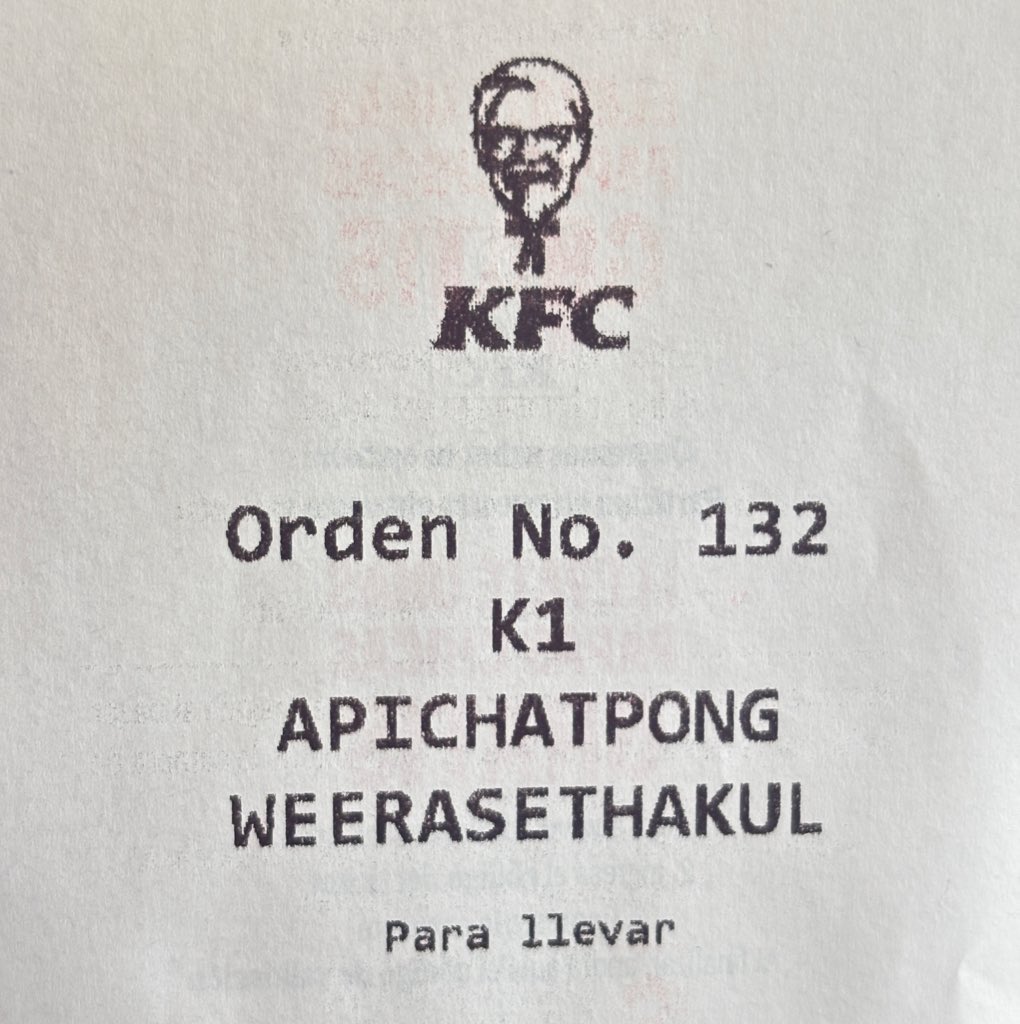 KFC
Orden No. 132
K1
APICHATPONG
WEERASETHAKUL
Para llevar